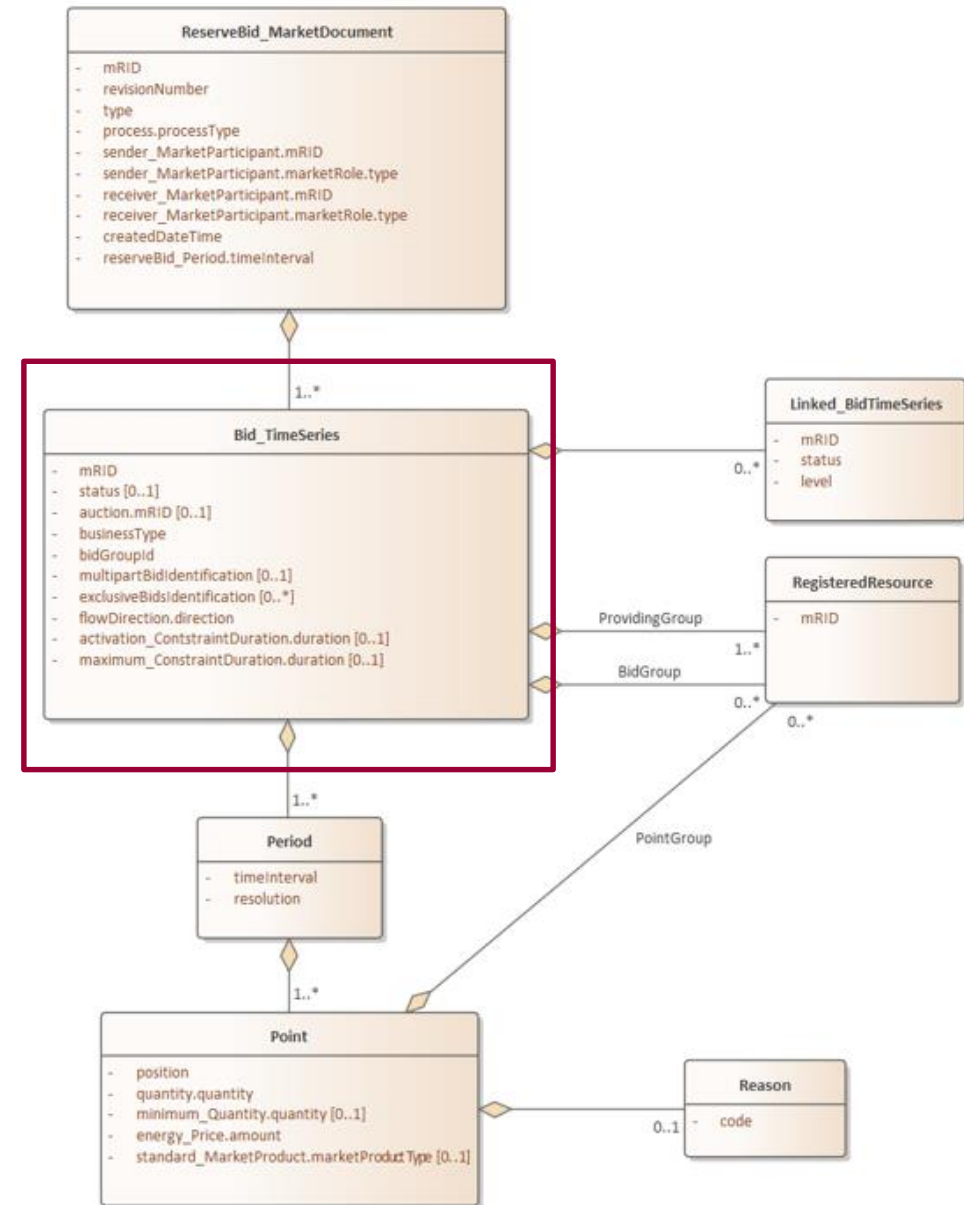 ReserveBid_MarketDocument
- mRID
- revisionNumber
- type
- process.processType
- sender_MarketParticipant.mRID
- sender_MarketParticipant.marketRole.type
- receiver_MarketParticipant.mRID
- receiver_MarketParticipant.marketRole.type
- createdDateTime
- reserveBid_Period.timeInterval
1..*
Bid_TimeSeries
- mRID
- status [0..1]
- auction.mRID [0..1]
- businessType
- bidGroupId
- multipartBidIdentification [0..1]
- exclusiveBidsIdentification [0..*]
- flowDirection.direction
- activation_ContstraintDuration.duration [0..1]
- maximum_ConstraintDuration.duration [0..1]
0..*
Linked_BidTimeSeries
- mRID
- status
- level
ProvidingGroup
1..*
BidGroup
0..*
RegisteredResource
- mRID
0..*
1..*
Period
- timeInterval
- resolution
PointGroup
1..*
Point
- position
- quantity.quantity
- minimum_Quantity.quantity [0..1]
- energy_Price.amount
- standard_MarketProduct.marketProductType [0..1]
0..1
Reason
- code